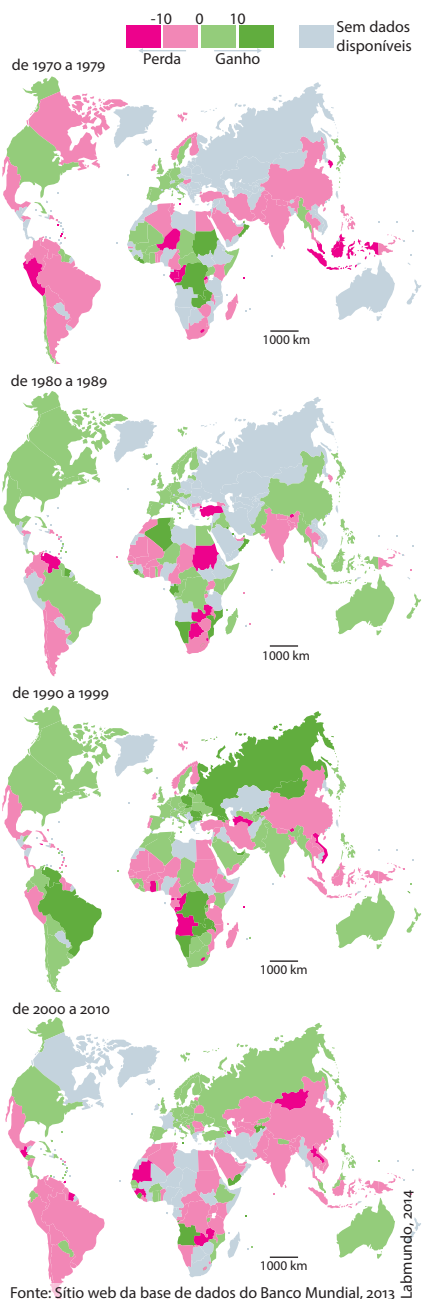 -10 0 10
Perda Ganho
Sem dados
disponíveis
de 1970 a 1979
1000 km
de 1980 a 1989
1000 km
de 1990 a 1999
1000 km
de 2000 a 2010
1000 km
Labmundo, 2014
Fonte: Sítio web da base de dados do Banco Mundial, 2013